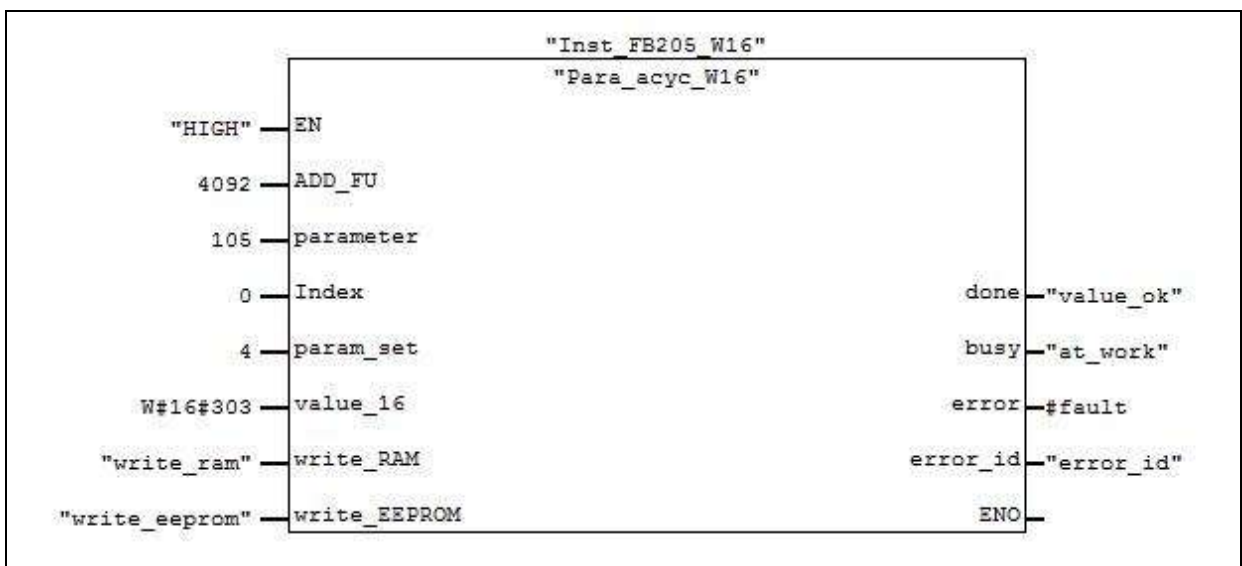 "Inst_FB205_W16"
"Para_acyc_W16"
"HIGH" EN
4092 ADD_FU
105 parameter
0 Index done "value_ok"
4 param_set busy "at_work"
W#16#303 value_16 error #fault
"write_ram" write_RAM error_id "error_id"
"write_eeprom" write_EEPROM ENO